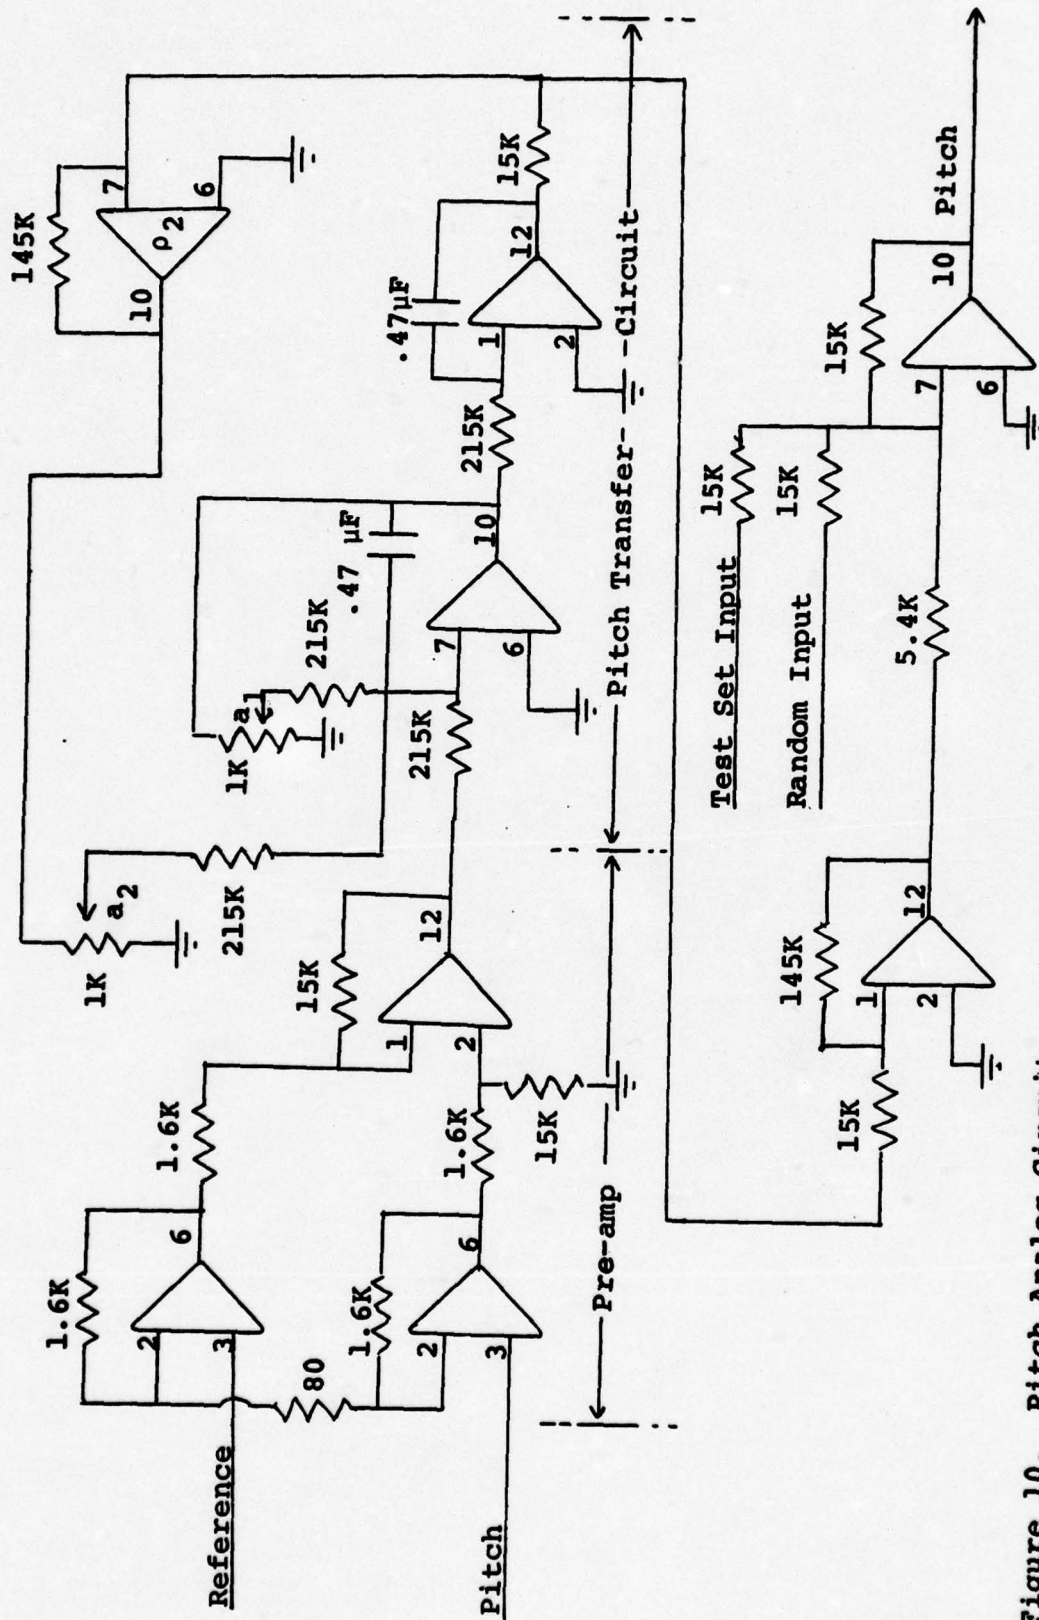 145K
7
6
ρ2
10
1K
a2
215K
1K
a1
215K
.47 µF
.47µF
7
6
10
215K
1
2
12
15K
215K
1.6K
2
3
6
1.6K
15K
1
2
12
80
1.6K
2
3
6
1.6K
15K
Reference
Pitch
Pre-amp
Pitch Transfer Circuit
Test Set Input
15K
Random Input
15K
15K
15K
145K
1
2
12
5.4K
7
6
10
Pitch
Figure 10. Pitch Analog Circuit